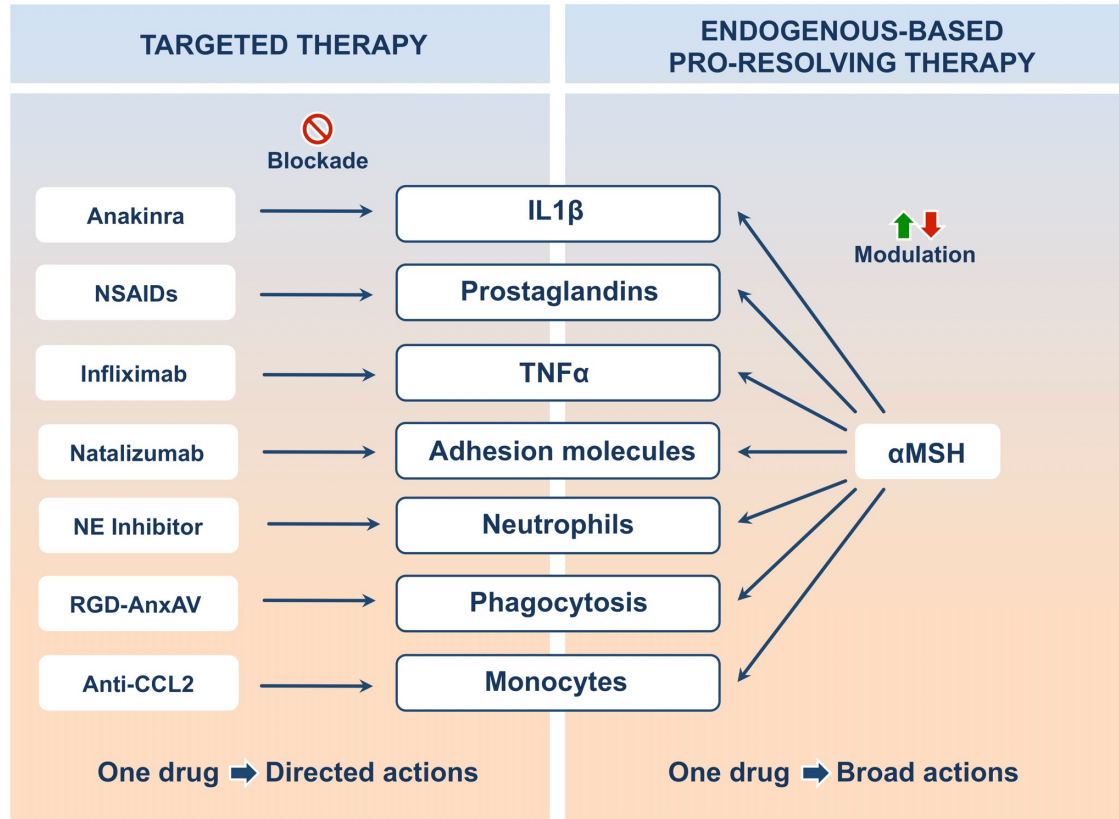 TARGETED THERAPY
ENDOGENOUS-BASED
PRO-RESOLVING THERAPY
Blockade
Modulation
Anakinra
IL1β
NSAIDs
Prostaglandins
Infliximab
TNFα
Natalizumab
Adhesion molecules
αMSH
NE Inhibitor
Neutrophils
RGD-AnxAV
Phagocytosis
Anti-CCL2
Monocytes
One drug ➡ Directed actions
One drug ➡ Broad actions